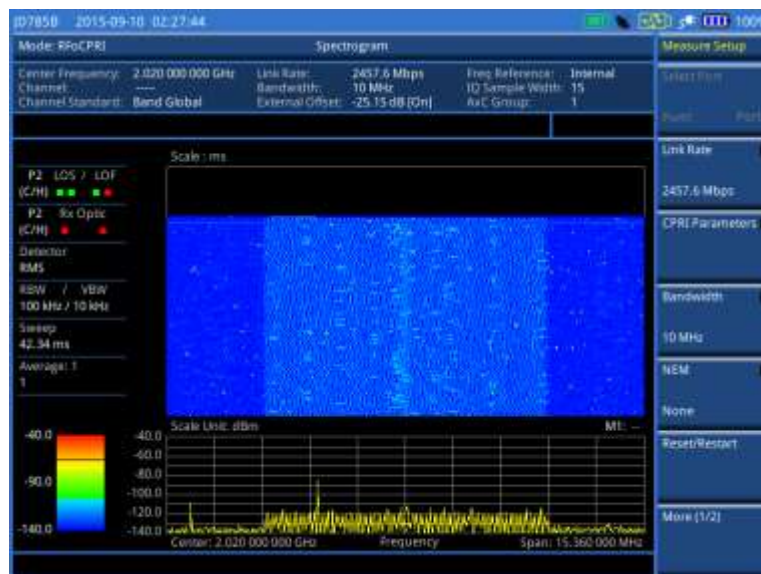 JD785B 2015-09-10 02:27:44 100%
Mode: RFoCPRI Spectrogram Measure Setup
Center Frequency: 2.020 000 000 GHz Link Rate: 2457.6 Mbps Freq Reference: Internal
Channel: ---- Bandwidth: 10 MHz IQ Sample Width: 15
Channel Standard: Band Global External Offset: -25.15 dB [On] AxC Group: 1
Select Port
Port
Scale : ms
P2 LOS / LOF
(C/H)
P2 Rx Optic
(C/H)
Detector
RMS
RBW / VBW
100 kHz / 10 kHz
Sweep
42.34 ms
Average: 1
1
Link Rate
2457.6 Mbps
CPRI Parameters
Bandwidth
10 MHz
NEM
None
Reset/Restart
More (1/2)
Scale Unit: dBm M1: --
-40.0
-90.0
-140.0
-40.0
-60.0
-80.0
-100.0
-120.0
-140.0
Center: 2.020 000 000 GHz Frequency Span: 15.360 000 MHz